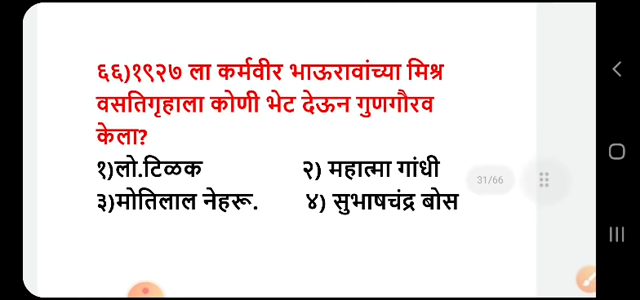 ६६)१९२७ ला कर्मवीर भाऊरावांच्या मिश्र
वसतिगृहाला कोणी भेट देऊन गुणगौरव
केला?
१)लो.टिळक २) महात्मा गांधी
३)मोतिलाल नेहरू. ४) सुभाषचंद्र बोस
31/66